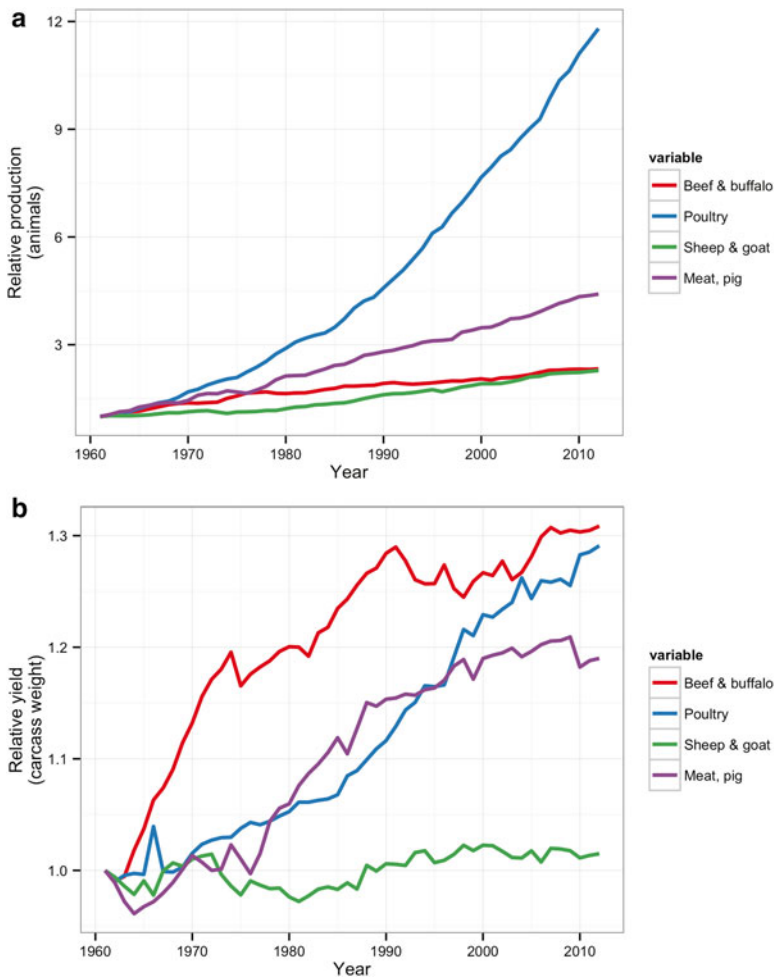 a
12
9
6
3
Relative production
(animals)
1960
1970
1980
1990
2000
2010
Year
variable
Beef & buffalo
Poultry
Sheep & goat
Meat, pig
b
1.3
1.2
1.1
1.0
Relative yield
(carcass weight)
1960
1970
1980
1990
2000
2010
Year
variable
Beef & buffalo
Poultry
Sheep & goat
Meat, pig